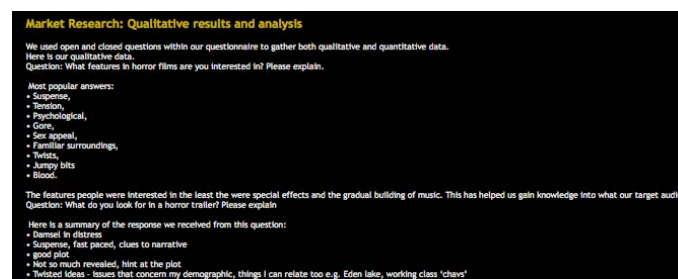 Market Research: Qualitative results and analysis
We used open and closed questions within our questionnaire to gather both qualitative and quantitative data.
Here is our qualitative data.
Question: What features in horror films are you interested in? Please explain.
Most popular answers:
• Suspense,
• Tension,
• Psychological,
• Gore,
• Sex appeal,
• Familiar surroundings,
• Twists,
• Jumpy bits
• Blood.
The features people were interested in the least the were special effects and the gradual building of music. This has helped us gain knowledge into what our target audi
Question: What do you look for in a horror trailer? Please explain
Here is a summary of the response we received from this question:
• Damsel in distress
• Suspense, fast paced, clues to narrative
• good plot
• Not so much revealed, hint at the plot
• Twisted ideas - issues that concern my demographic, things I can relate too e.g. Eden lake, working class 'chavs'